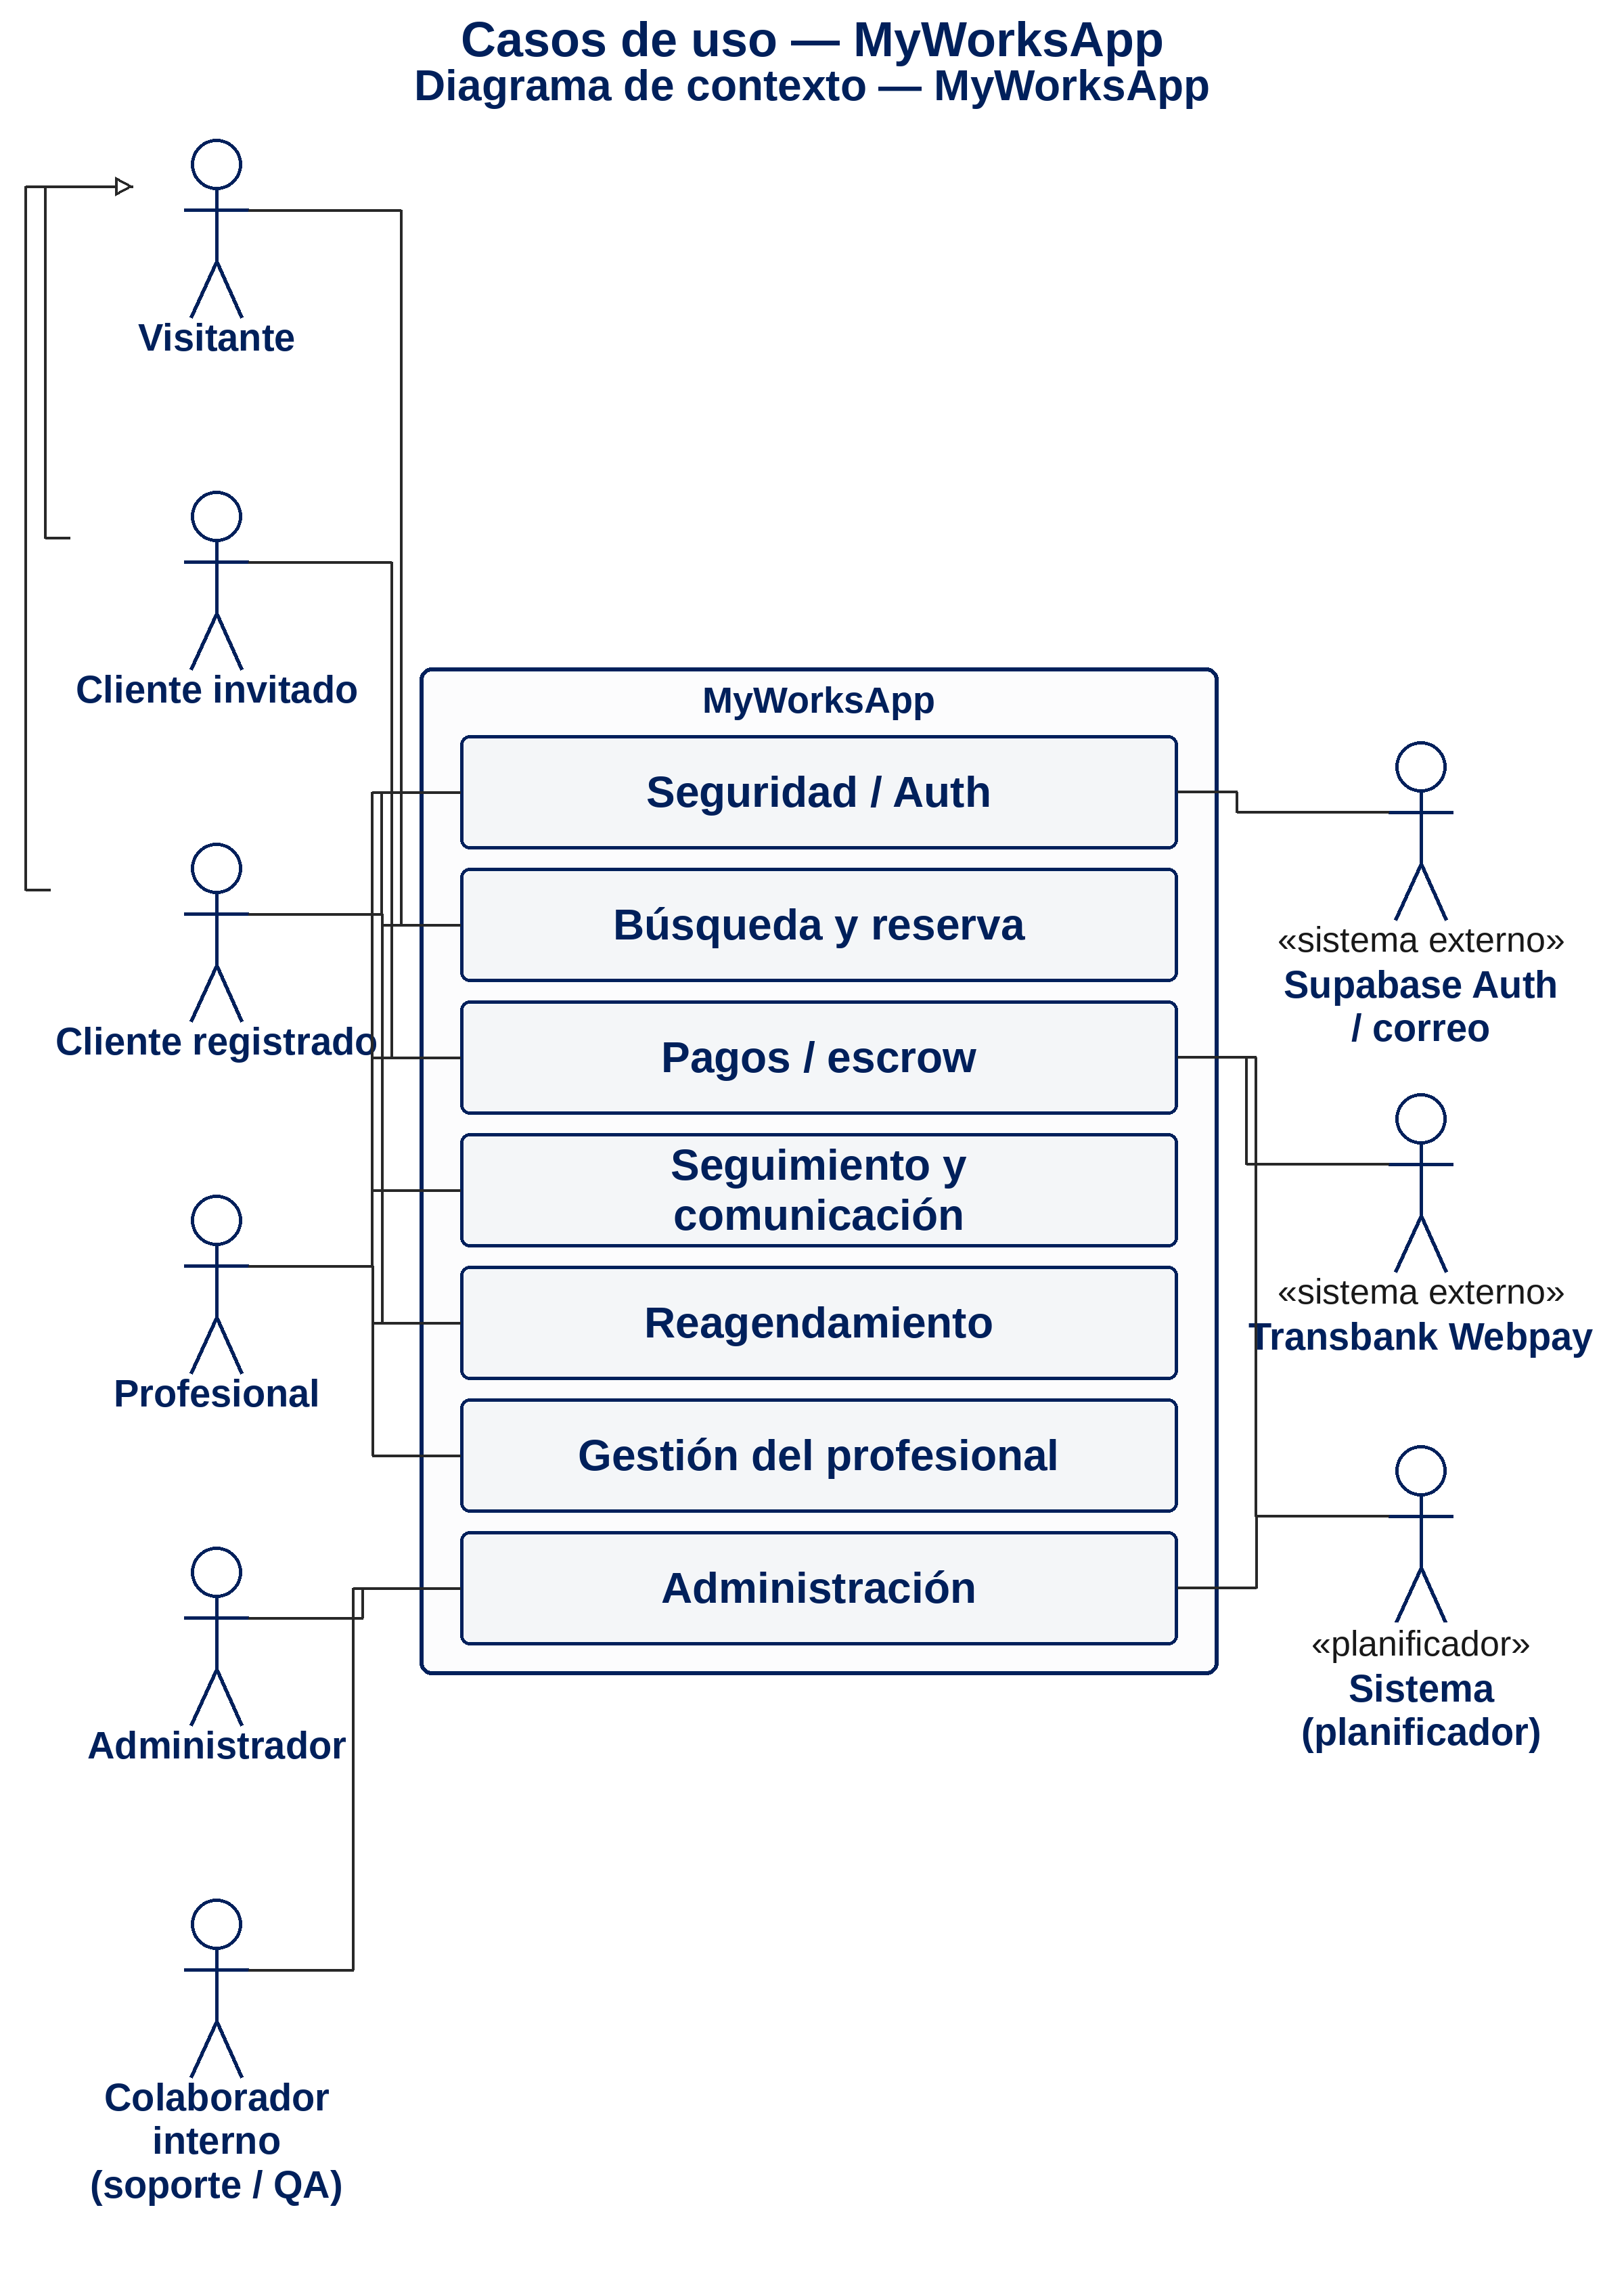 Casos de uso — MyWorksApp
Diagrama de contexto — MyWorksApp
Visitante
Cliente invitado
Cliente registrado
Profesional
Administrador
Colaborador
interno
(soporte / QA)
MyWorksApp
Seguridad / Auth
Búsqueda y reserva
Pagos / escrow
Seguimiento y
comunicación
Reagendamiento
Gestión del profesional
Administración
«sistema externo»
Supabase Auth
/ correo
«sistema externo»
Transbank Webpay
«planificador»
Sistema
(planificador)